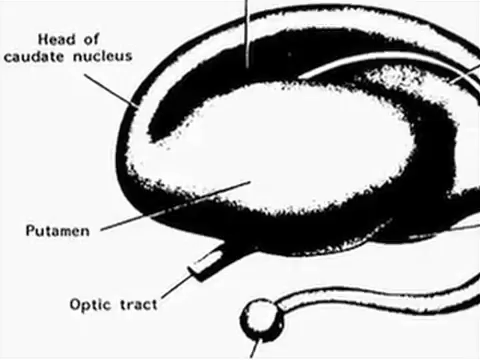 Head of
caudate nucleus
Putamen
Optic tract